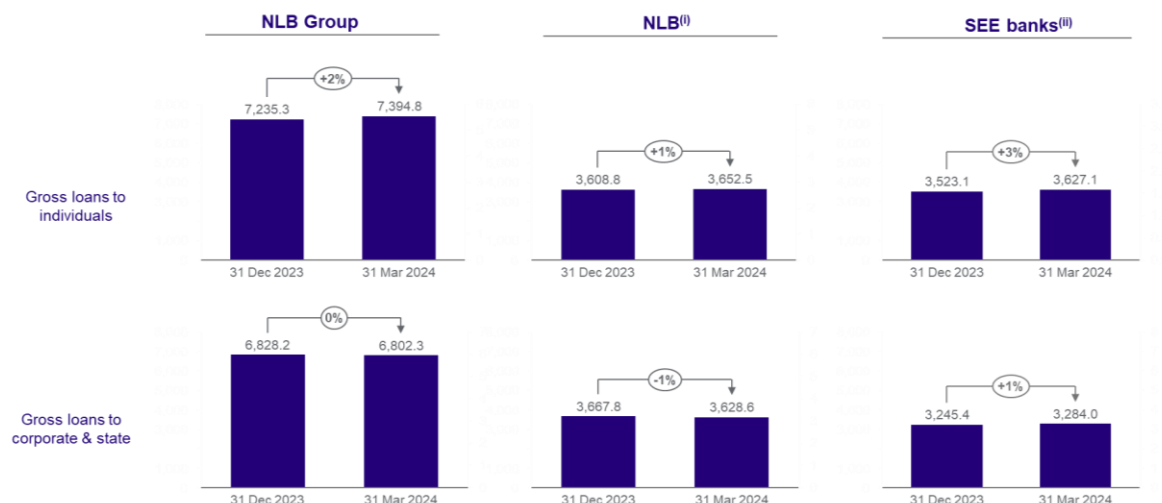 NLB Group
NLB(i)
SEE banks(ii)
Gross loans to
individuals
+2%
7,235.3
7,394.8
31 Dec 2023
31 Mar 2024
+1%
3,608.8
3,652.5
31 Dec 2023
31 Mar 2024
+3%
3,523.1
3,627.1
31 Dec 2023
31 Mar 2024
Gross loans to
corporate & state
0%
6,828.2
6,802.3
31 Dec 2023
31 Mar 2024
-1%
3,667.8
3,628.6
31 Dec 2023
31 Mar 2024
+1%
3,245.4
3,284.0
31 Dec 2023
31 Mar 2024